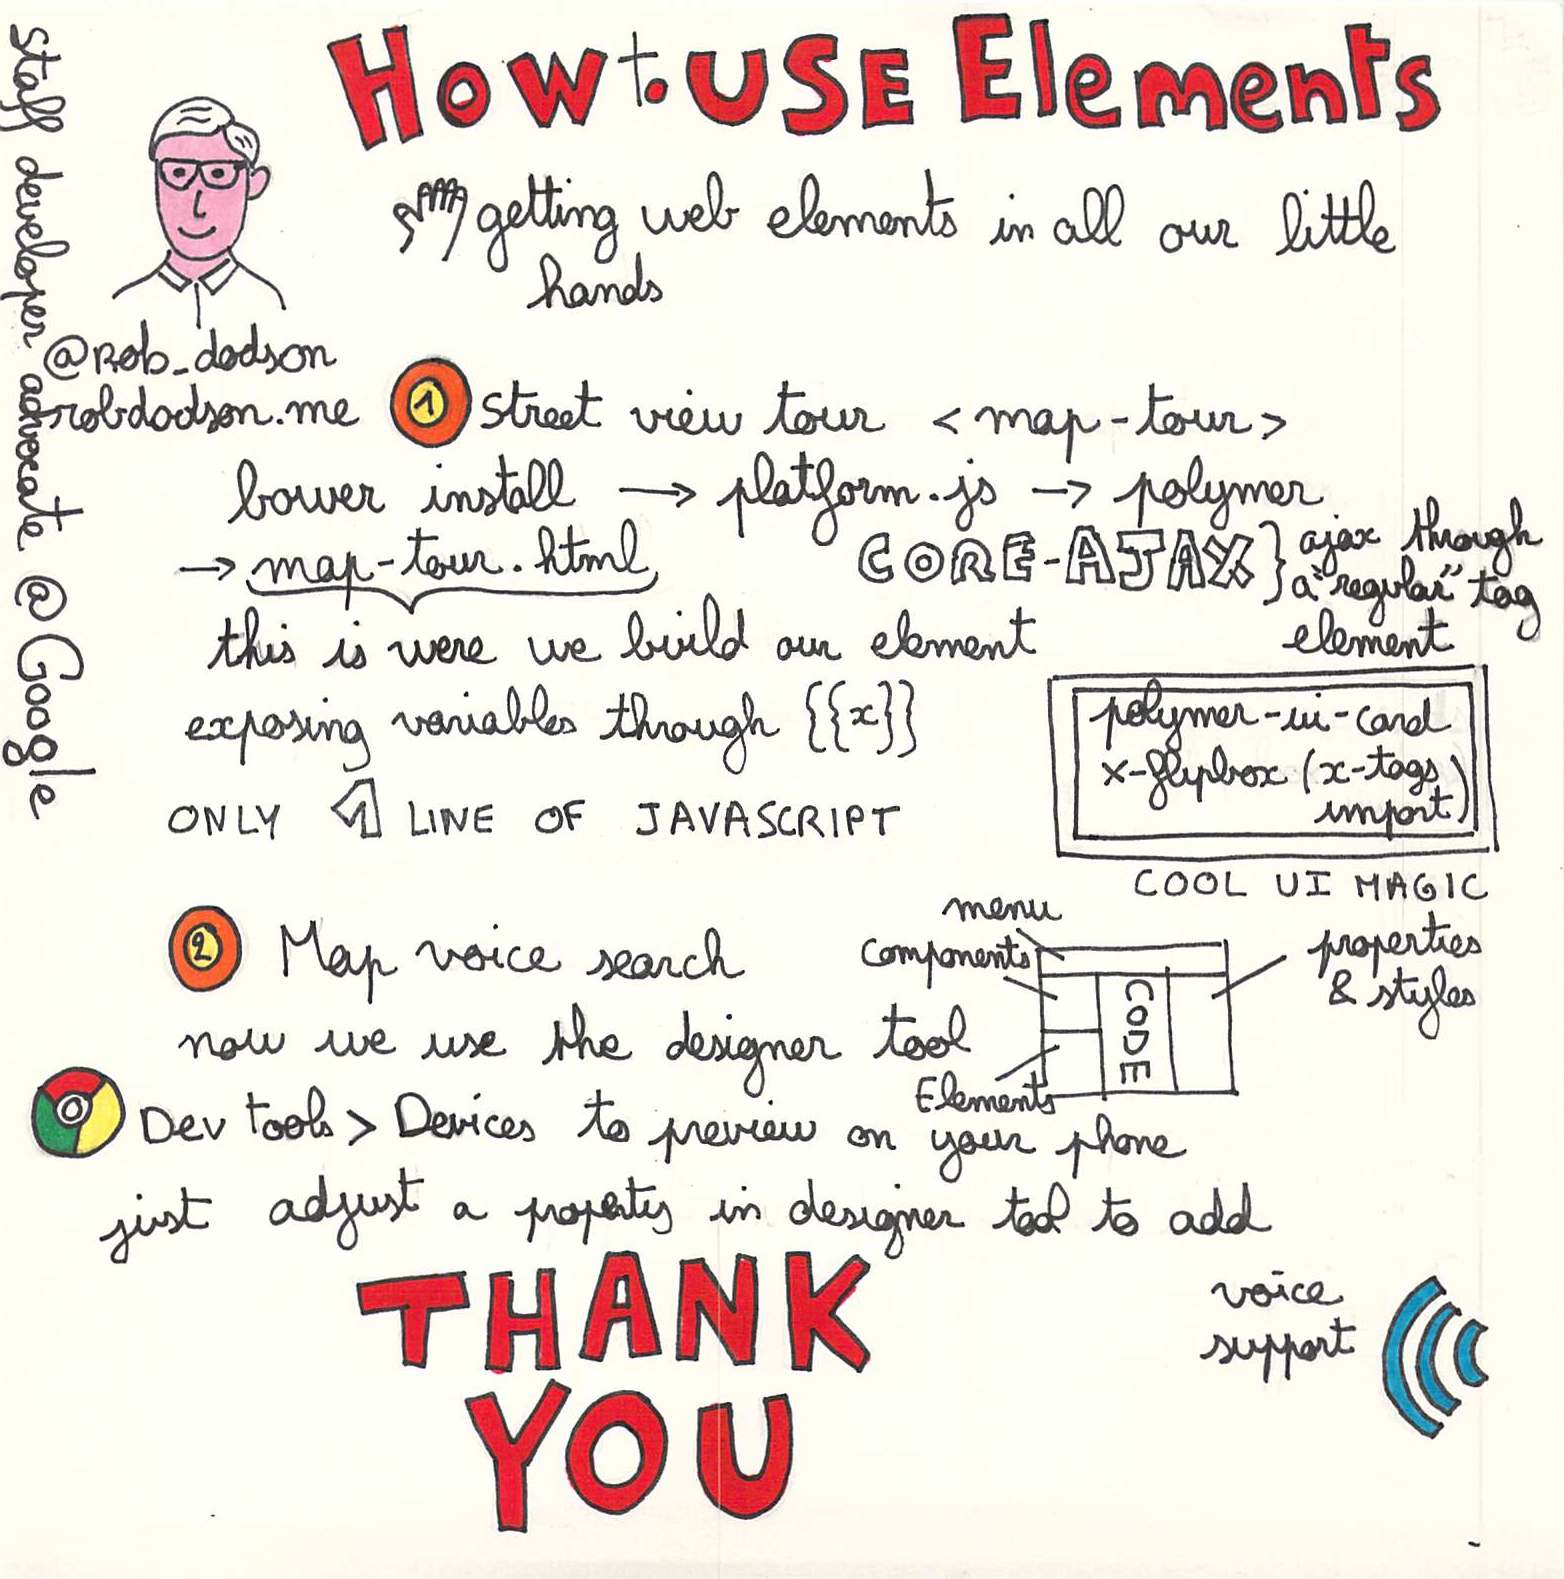 How to USE Elements
getting web elements in all our little
hands
staff developer advocate @ Google
@Rob_dodson
robdodson.me
1 Street view tour <map-tour>
bower install → platform.js → polymer
→ map-tour.html
CORE-AJAX } ajax through
a "regular" tag
element
this is were we build our element
exposing variables through {{x}}
ONLY 1 LINE OF JAVASCRIPT
polymer-ui-card
x-flipbox (x-tags
import)
COOL UI MAGIC
2 Map voice search
now we use the designer tool
menu
components
Elements
CODE
properties
& styles
Dev tools > Devices to preview on your phone
just adjust a property in designer tool to add
voice
support
THANK
YOU